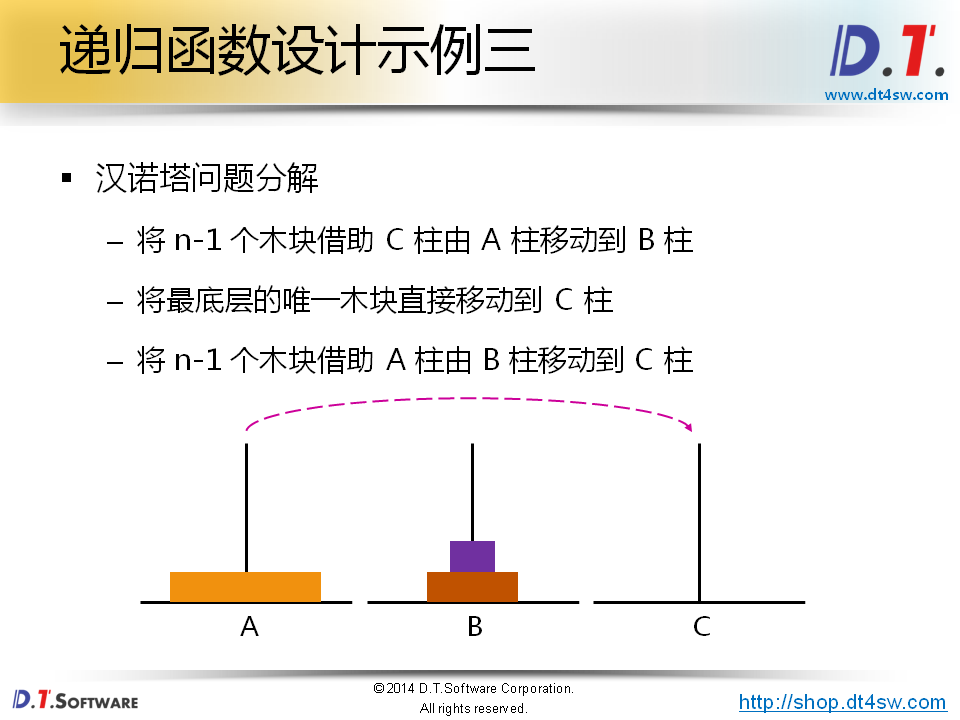 递归函数设计示例三
D.T.
www.dt4sw.com
▪ 汉诺塔问题分解
– 将 n-1 个木块借助 C 柱由 A 柱移动到 B 柱
– 将最底层的唯一木块直接移动到 C 柱
– 将 n-1 个木块借助 A 柱由 B 柱移动到 C 柱
A B C
D.T.SOFTWARE
©2014 D.T.Software Corporation.
All rights reserved.
http://shop.dt4sw.com